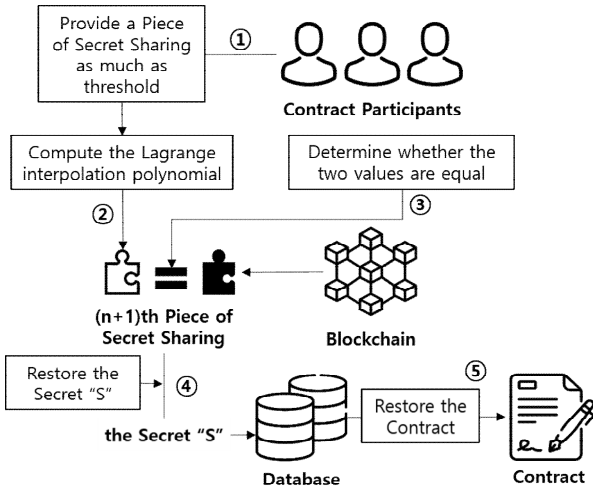 Provide a Piece
of Secret Sharing
as much as
threshold
①
Contract Participants
Compute the Lagrange
interpolation polynomial
Determine whether the
two values are equal
②
③
(n+1)th Piece of
Secret Sharing
Blockchain
Restore the
Secret “S”
④
the Secret “S”
Database
⑤
Restore the
Contract
Contract